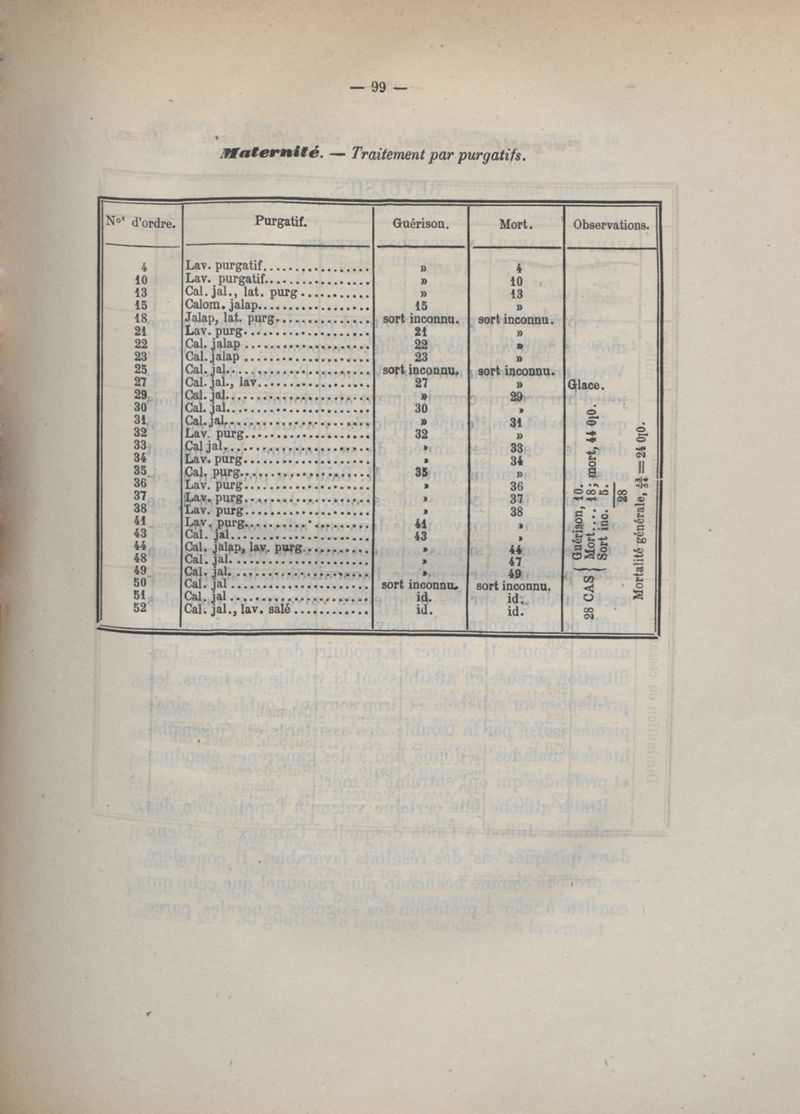 — 99 —
Maternité. — Traitement par purgatifs.
Nos d'ordre. Purgatif. Guérison. Mort. Observations.
4 Lav. purgatif................ » 4
10 Lav. purgatif................ » 10
13 Cal. jal., lat. purg........... » 13
15 Calom. jalap................. 15 »
18 Jalap, lat. purg.............. sort inconnu. sort inconnu.
21 Lav. purg.................... 21 »
22 Cal. jalap................... 22 »
23 Cal. jalap................... 23 »
25 Cal. jal..................... sort inconnu. sort inconnu.
27 Cal. jal., lav................. 27 » Glace.
29 Cal. jal..................... » 29
30 Cal. jal..................... 30 »
31 Cal. jal..................... » 31
32 Lav. purg.................... 32 »
33 Cal jal...................... » 33
34 Lav. purg.................... » 34
35 Cal. purg.................... 35 »
36 Lav. purg.................... » 36
37 Lav. purg.................... » 37
38 Lav. purg.................... » 38
41 Lav. purg.................... 41 »
43 Cal. jal..................... 43 »
44 Cal. jalap, lav. purg.......... » 44
48 Cal. jal..................... » 47
49 Cal. jal..................... » 49
50 Cal. jal..................... sort inconnu. sort inconnu.
51 Cal. jal..................... id. id.
52 Cal. jal., lav. salé............ id. id.
28 CAS
Guérison, 10.
Mort.... 18; mort, 44 0|0.
Sort inc. 5.
28
Mortalité générale, = 24 0|0.